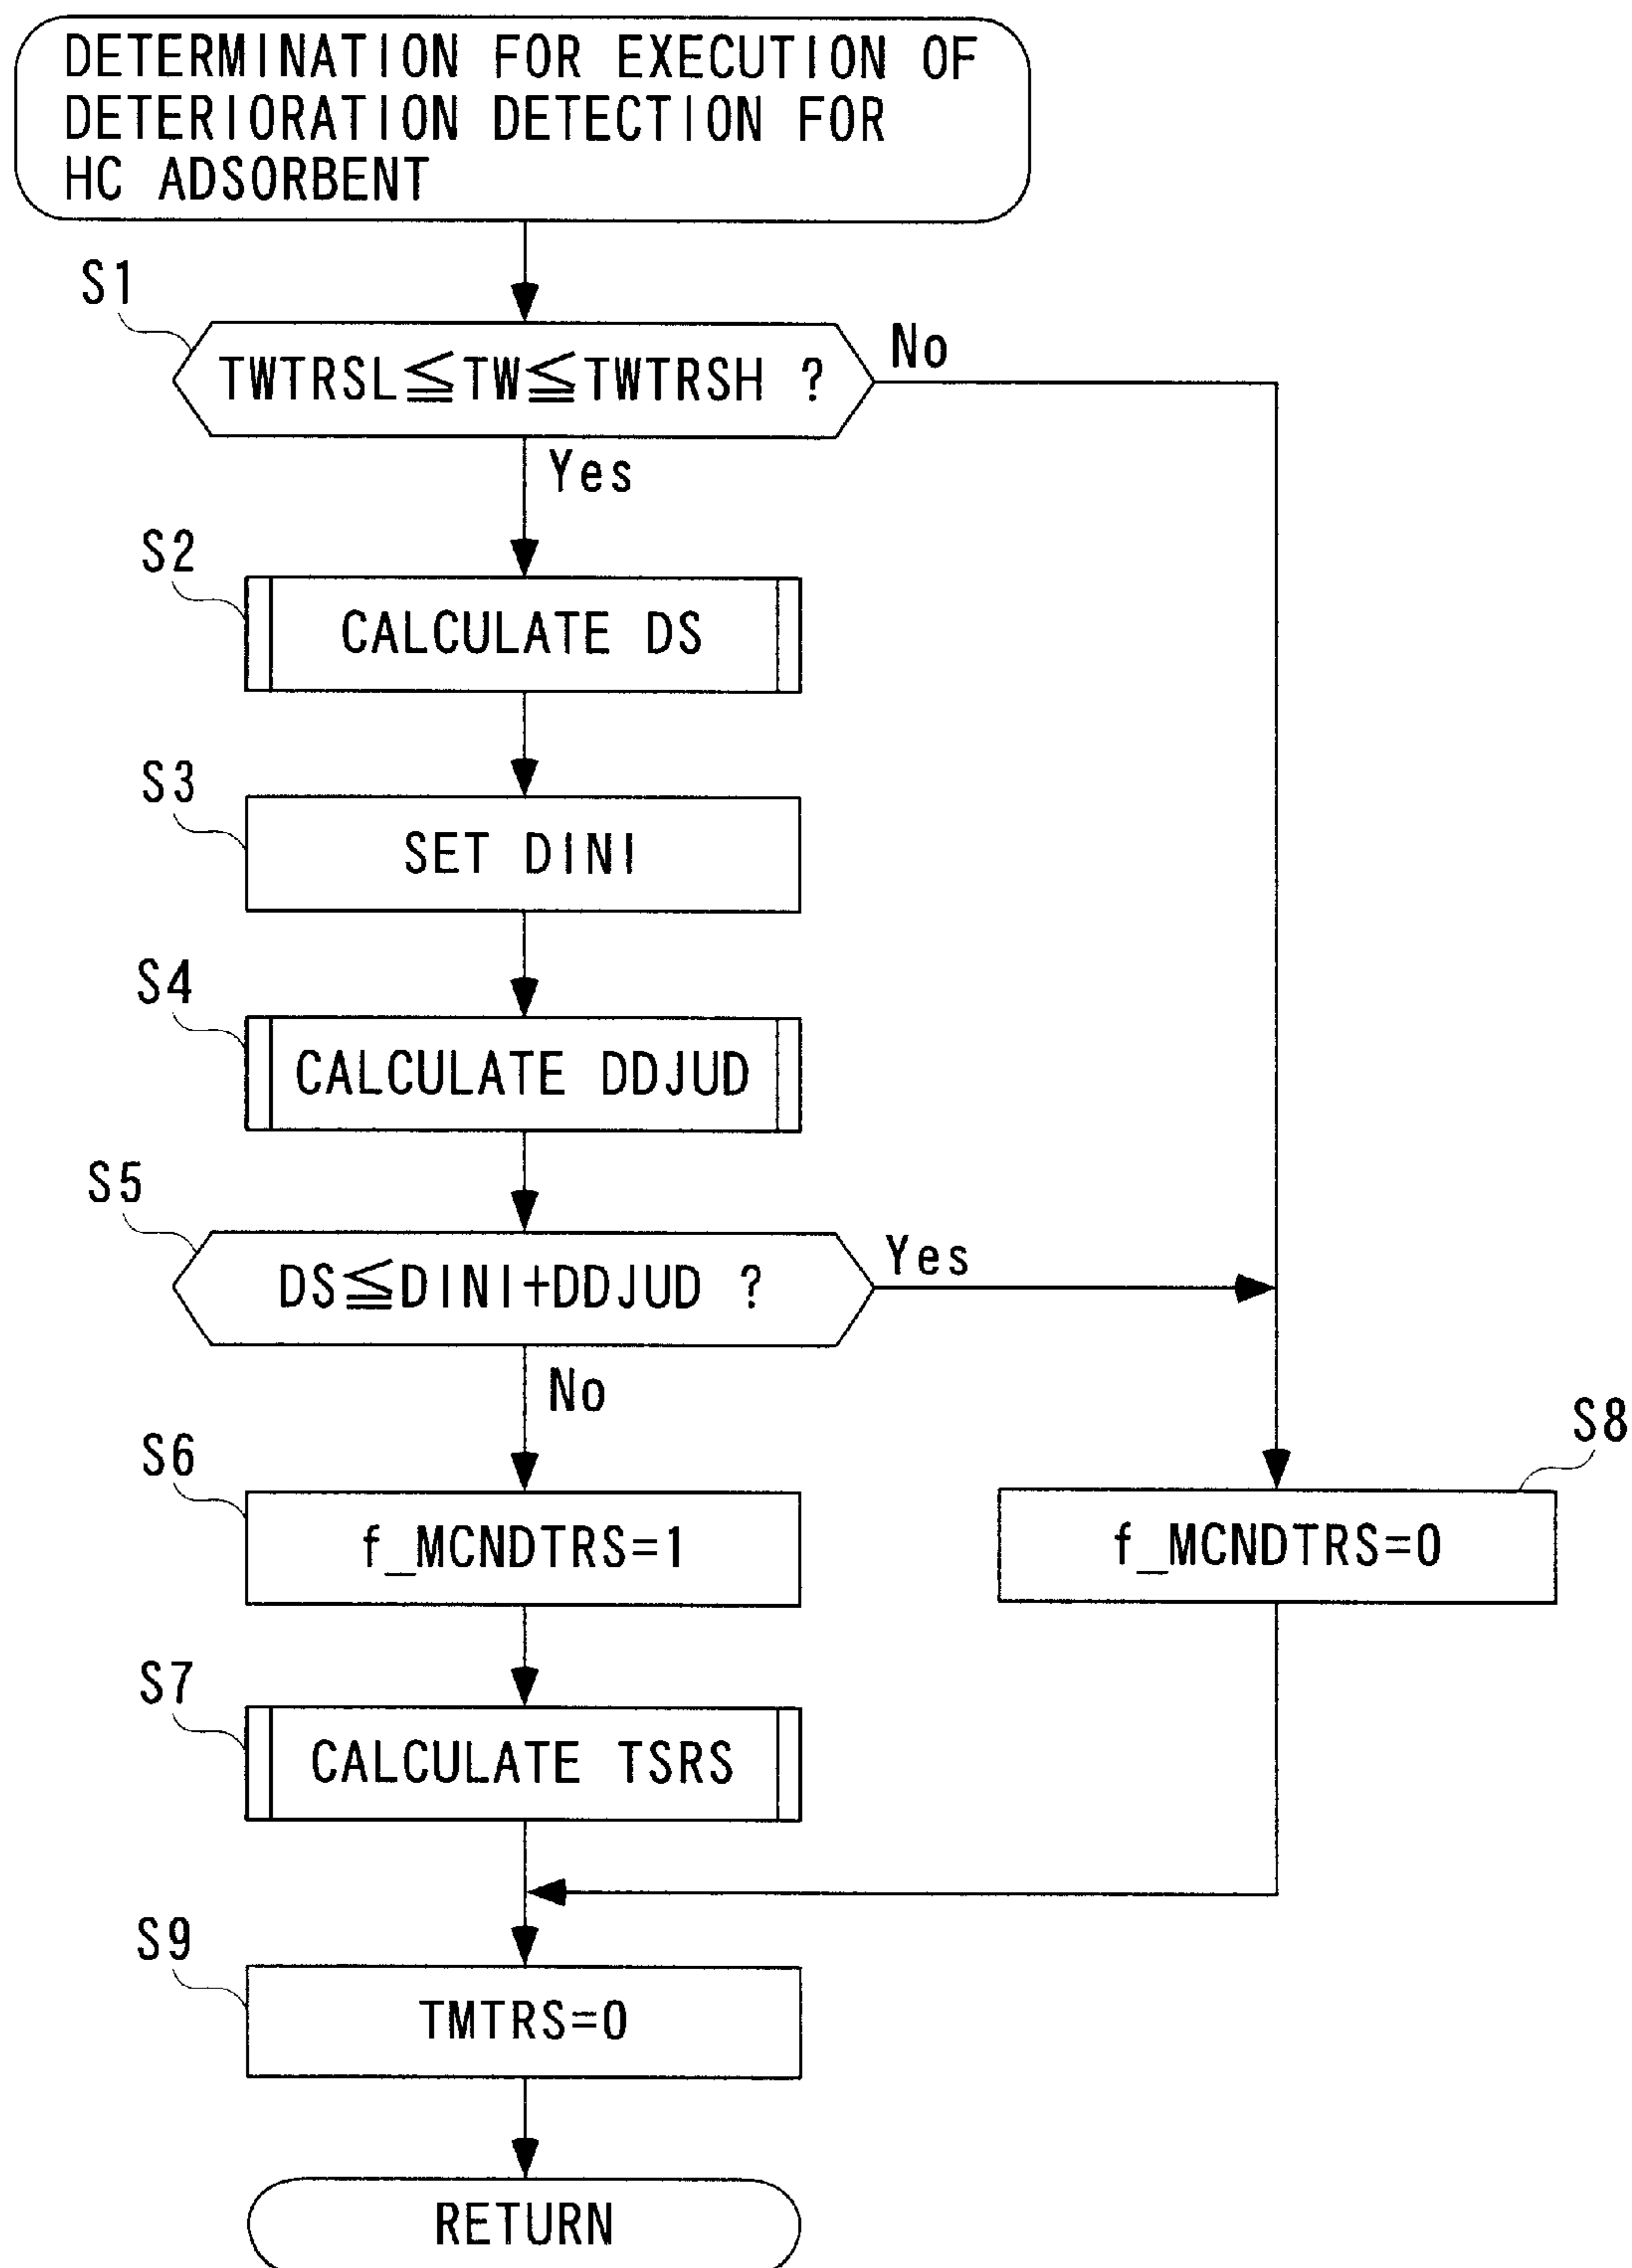 DETERMINATION FOR EXECUTION OF
DETERIORATION DETECTION FOR
HC ADSORBENT
S1
TWTRSL≦TW≦TWTRSH ?
No
Yes
S2
CALCULATE DS
S3
SET DINI
S4
CALCULATE DDJUD
S5
DS≦DINI+DDJUD ?
Yes
No
S6
f_MCNDTRS=1
S8
f_MCNDTRS=0
S7
CALCULATE TSRS
S9
TMTRS=0
RETURN